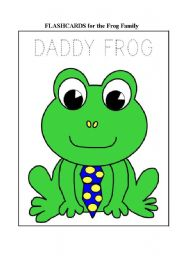 FLASHCARDS for the Frog Family
DADDY FROG